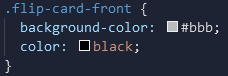 .flip-card-front {
  background-color: #bbb;
  color: black;
}